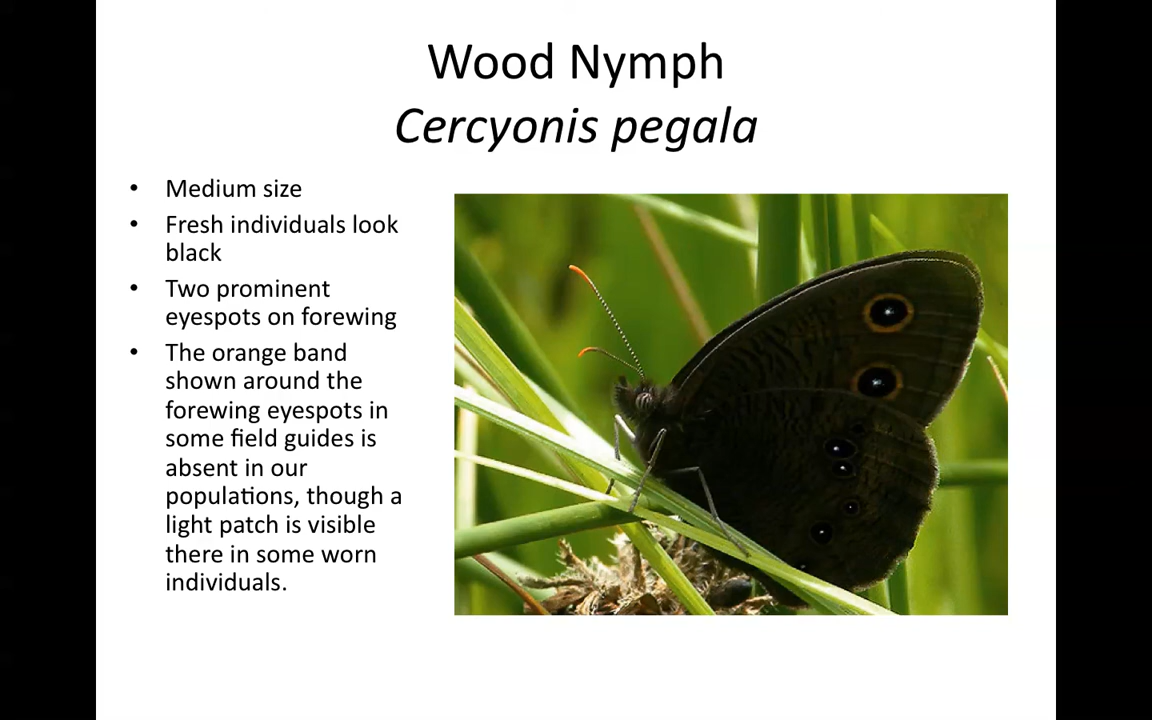 Wood Nymph
Cercyonis pegala
• Medium size
• Fresh individuals look
black
• Two prominent
eyespots on forewing
• The orange band
shown around the
forewing eyespots in
some field guides is
absent in our
populations, though a
light patch is visible
there in some worn
individuals.